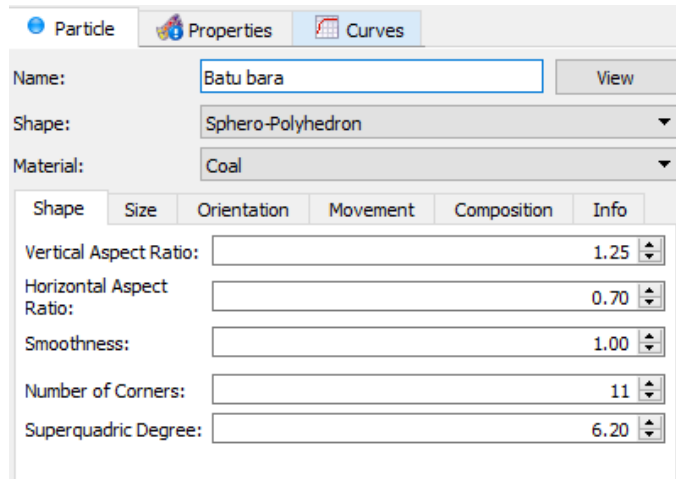 Particle Properties Curves
Name: Batu bara View
Shape: Sphero-Polyhedron
Material: Coal
Shape Size Orientation Movement Composition Info
Vertical Aspect Ratio: 1.25
Horizontal Aspect
Ratio: 0.70
Smoothness: 1.00
Number of Corners: 11
Superquadric Degree: 6.20